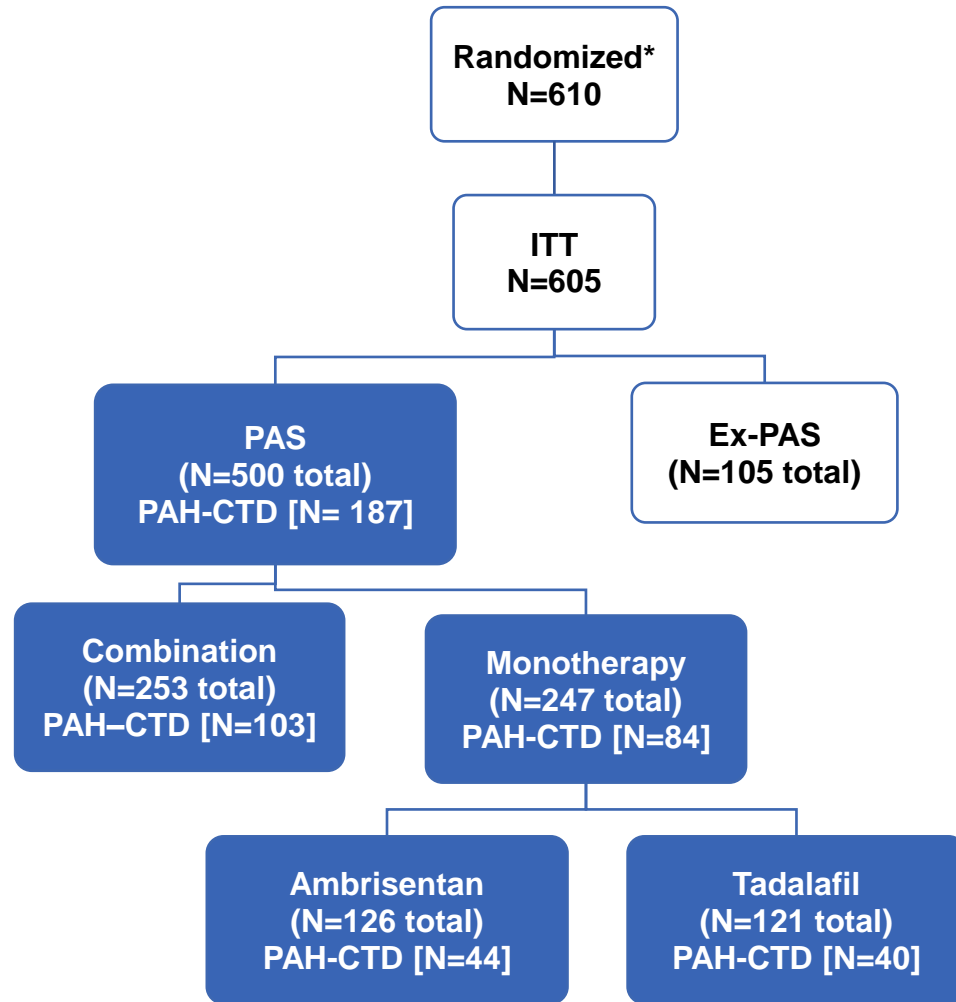 Randomized*
N=610
ITT
N=605
PAS
(N=500 total)
PAH-CTD [N= 187]
Ex-PAS
(N=105 total)
Combination
(N=253 total)
PAH–CTD [N=103]
Monotherapy
(N=247 total)
PAH-CTD [N=84]
Ambrisentan
(N=126 total)
PAH-CTD [N=44]
Tadalafil
(N=121 total)
PAH-CTD [N=40]